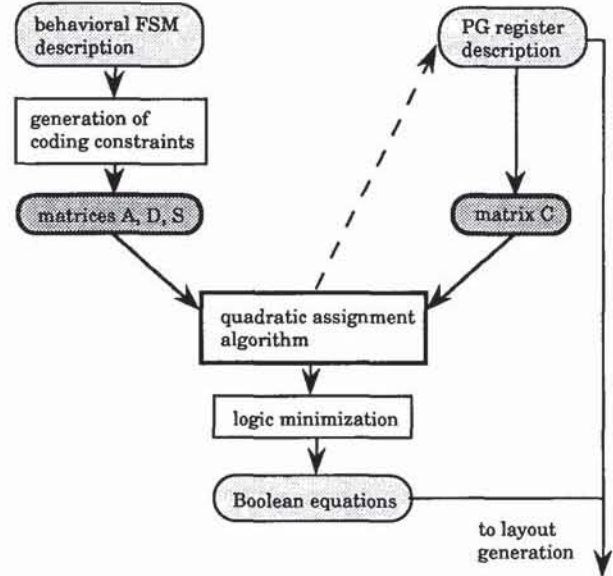 behavioral FSM
description
PG register
description
generation of
coding constraints
matrices A, D, S
matrix C
quadratic assignment
algorithm
logic minimization
Boolean equations
to layout
generation